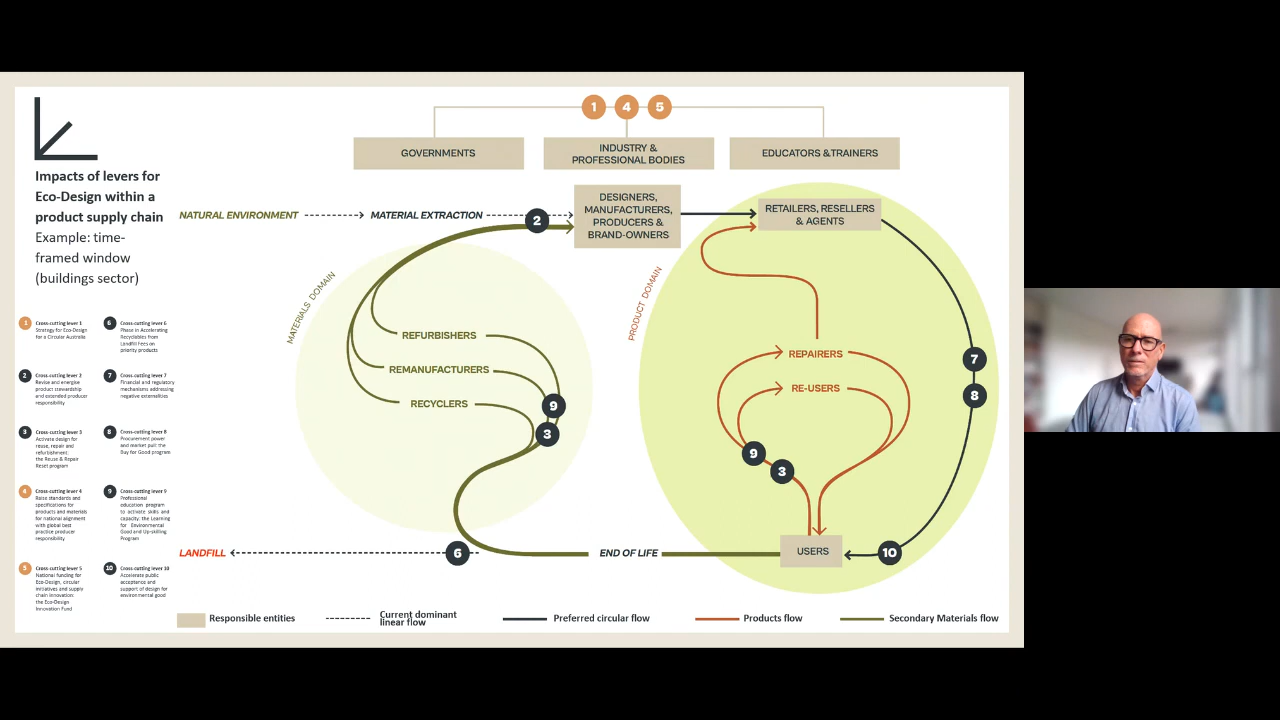 1 4 5
GOVERNMENTS
INDUSTRY &
PROFESSIONAL BODIES
EDUCATORS & TRAINERS
Impacts of levers for
Eco-Design within a
product supply chain
Example: time-
framed window
(buildings sector)
NATURAL ENVIRONMENT
MATERIAL EXTRACTION
2
DESIGNERS,
MANUFACTURERS,
PRODUCERS &
BRAND-OWNERS
RETAILERS, RESELLERS
& AGENTS
MATERIALS DOMAIN
PRODUCT DOMAIN
REFURBISHERS
REMANUFACTURERS
RECYCLERS
9
3
REPAIRERS
RE-USERS
9
3
7
8
LANDFILL
6
END OF LIFE
USERS
10
1
Cross-cutting lever 1
Strategy for Eco-Design
for a Circular Australia
2
Cross-cutting lever 2
Revise and energise
product stewardship
and extended producer
responsibility
3
Cross-cutting lever 3
Activate design for
reuse, repair and
refurbishment:
the Reuse & Repair
Reset program
4
Cross-cutting lever 4
Raise standards and
specifications for
products and materials
for national alignment
with global best
practice producer
responsibility
5
Cross-cutting lever 5
National funding for
Eco-Design, circular
initiatives and supply
chain innovation:
the Eco-Design
Innovation Fund
6
Cross-cutting lever 6
Phase in Accelerating
Recyclables from
Landfill Fees on
priority products
7
Cross-cutting lever 7
Financial and regulatory
mechanisms addressing
negative externalities
8
Cross-cutting lever 8
Procurement power
and market pull: the
Buy for Good program
9
Cross-cutting lever 9
Professional
education program
to activate skills and
capacity: the Learning
for Environmental
Good and Up-skilling
Program
10
Cross-cutting lever 10
Accelerate public
acceptance and
support of design for
environmental good
Responsible entities
Current dominant
linear flow
Preferred circular flow
Products flow
Secondary Materials flow